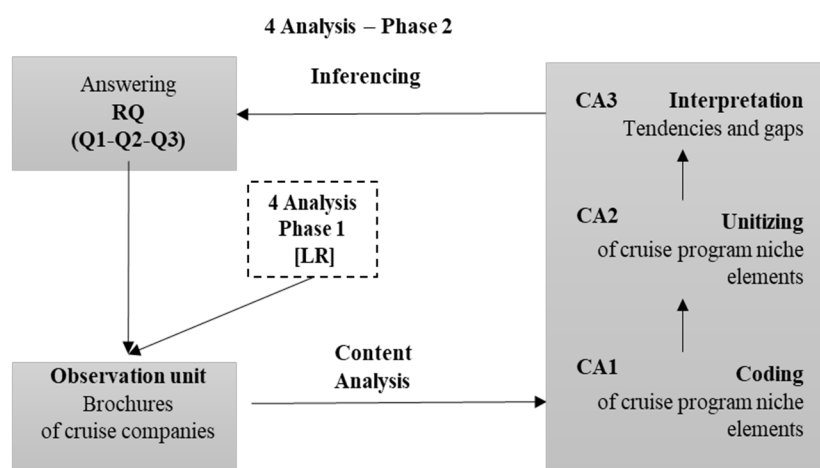 4 Analysis – Phase 2
Answering
RQ
(Q1-Q2-Q3)
Inferencing
CA3 Interpretation
Tendencies and gaps
4 Analysis
Phase 1
[LR]
CA2 Unitizing
of cruise program niche
elements
Observation unit
Brochures
of cruise companies
Content
Analysis
CA1 Coding
of cruise program niche
elements